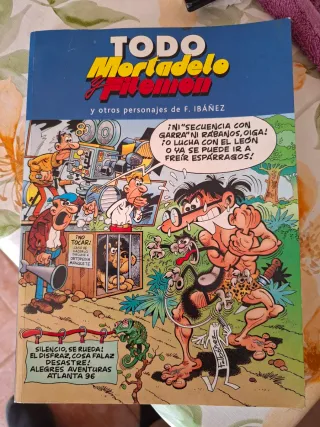 TODO
Mortadelo
y Filemón
y otros personajes de F. IBÁÑEZ
¡NI "SECUENCIA CON
GARRA" NI RÁBANOS, OIGA!
¡O LUCHA CON EL LEÓN
O YA SE PUEDE IR A
FREÍR ESPÁRRAGOS!
¡NO
TOCAR!
SILENCIO, SE RUEDA!
EL DISFRAZ, COSA FALAZ
DESASTRE!
ALEGRES AVENTURAS
ATLANTA 96